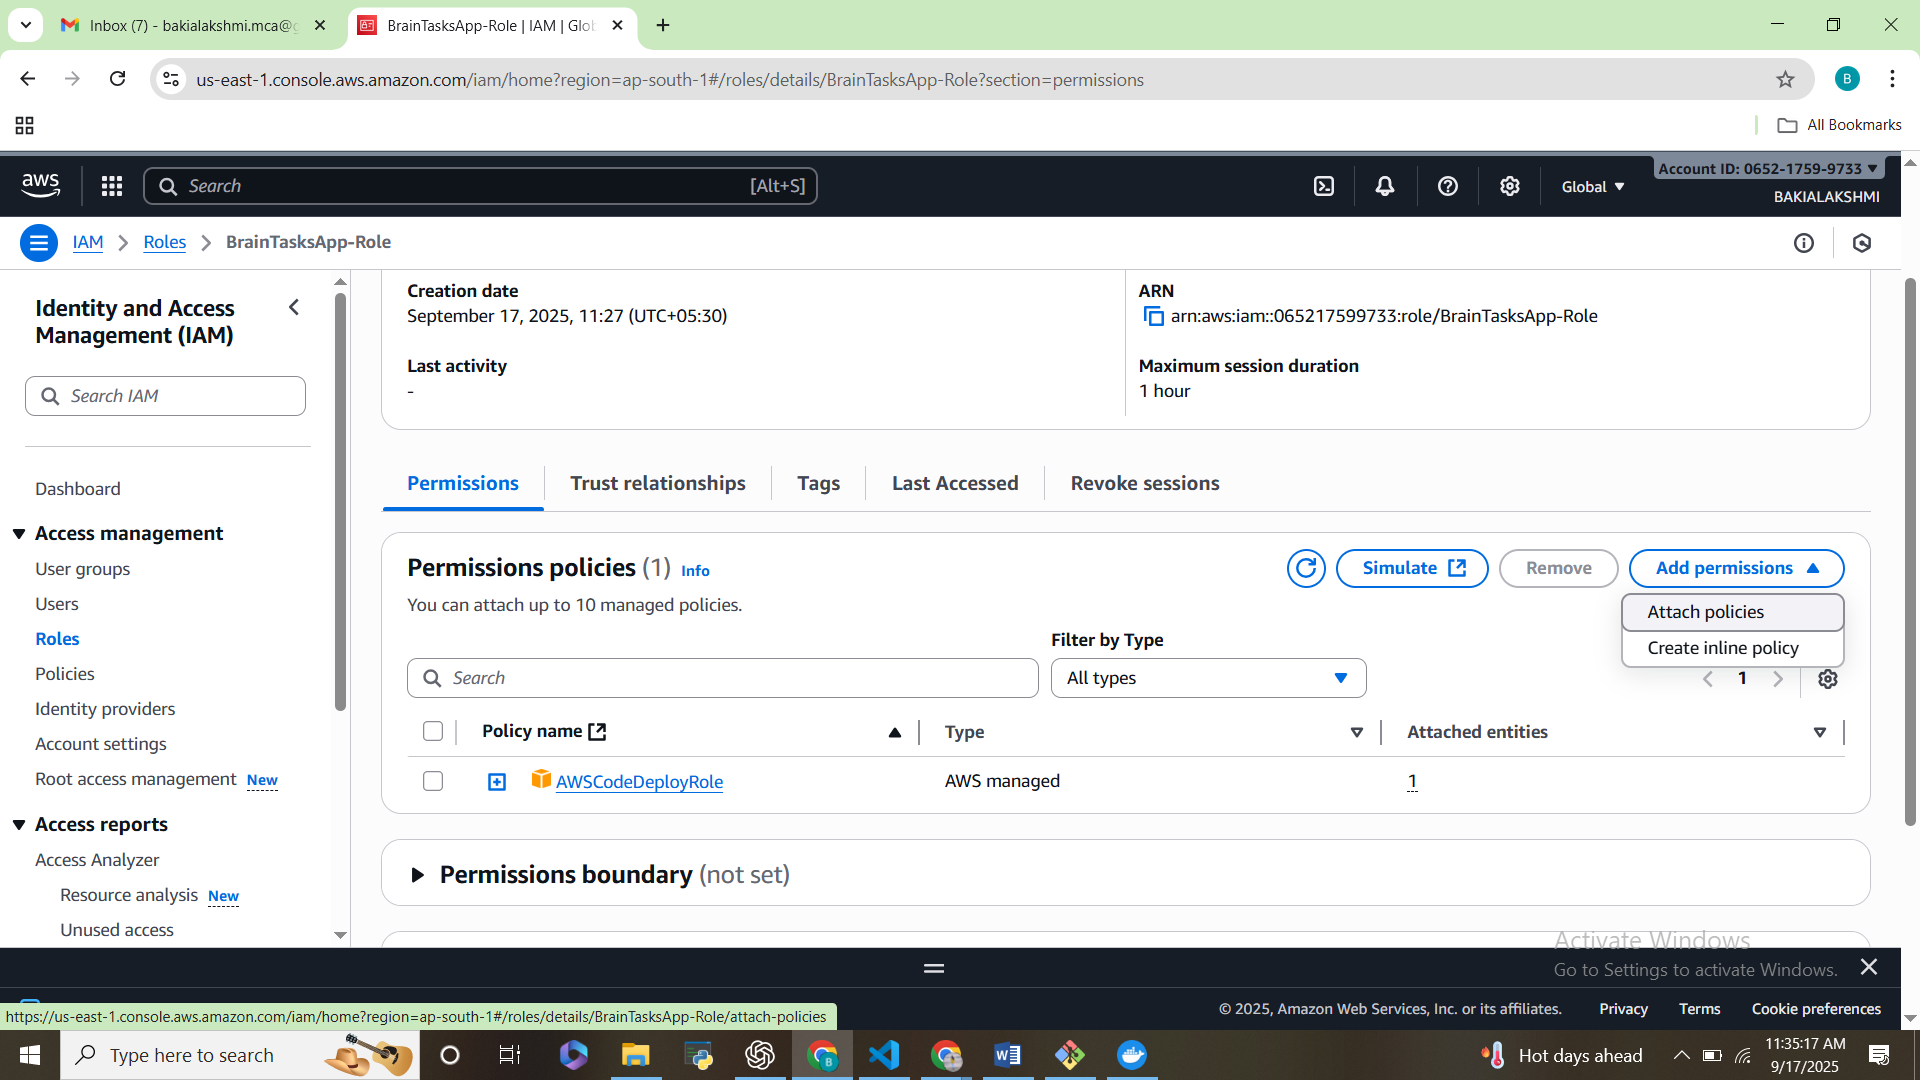 Inbox (7) - bakialakshmi.mca@g
BrainTasksApp-Role | IAM | Glob
us-east-1.console.aws.amazon.com/iam/home?region=ap-south-1#/roles/details/BrainTasksApp-Role?section=permissions
B
All Bookmarks
aws
Search
[Alt+S]
Global
Account ID: 0652-1759-9733
BAKIALAKSHMI
IAM
Roles
BrainTasksApp-Role
Identity and Access
Management (IAM)
Search IAM
Dashboard
Access management
User groups
Users
Roles
Policies
Identity providers
Account settings
Root access management New
Access reports
Access Analyzer
Resource analysis New
Unused access
Creation date
September 17, 2025, 11:27 (UTC+05:30)
ARN
arn:aws:iam::065217599733:role/BrainTasksApp-Role
Last activity
-
Maximum session duration
1 hour
Permissions
Trust relationships
Tags
Last Accessed
Revoke sessions
Permissions policies (1) Info
You can attach up to 10 managed policies.
Simulate
Remove
Add permissions
Attach policies
Create inline policy
Filter by Type
Search
All types
1
Policy name
Type
Attached entities
AWSCodeDeployRole
AWS managed
1
Permissions boundary (not set)
Activate Windows
Go to Settings to activate Windows.
© 2025, Amazon Web Services, Inc. or its affiliates.
Privacy
Terms
Cookie preferences
https://us-east-1.console.aws.amazon.com/iam/home?region=ap-south-1#/roles/details/BrainTasksApp-Role/attach-policies
Type here to search
B
Hot days ahead
11:35:17 AM
9/17/2025